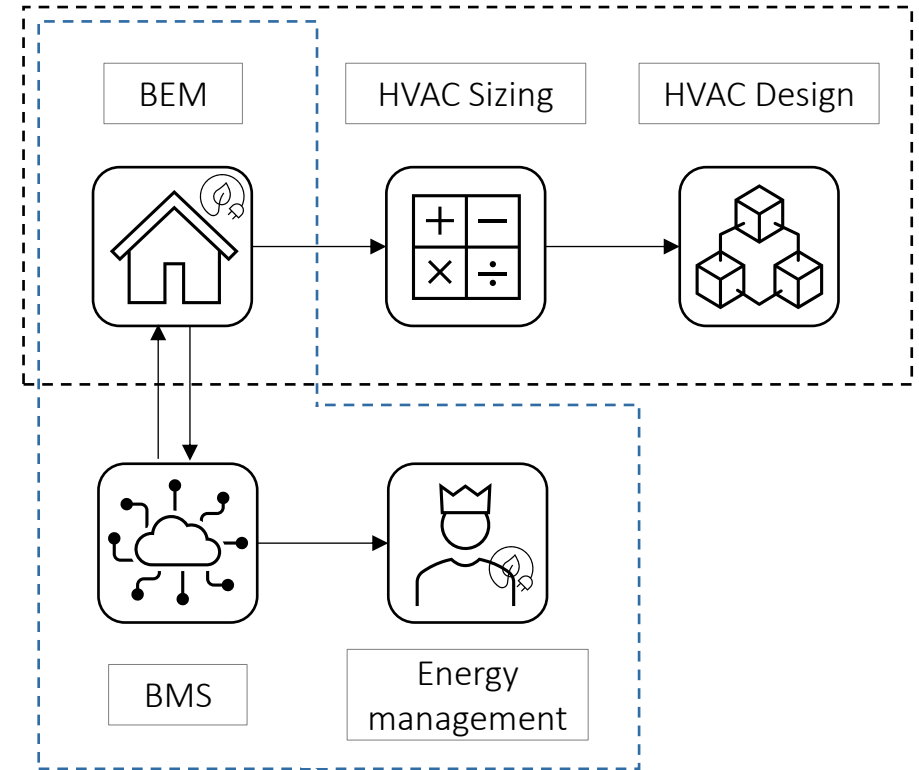 BEM
HVAC Sizing
HVAC Design
BMS
Energy
management